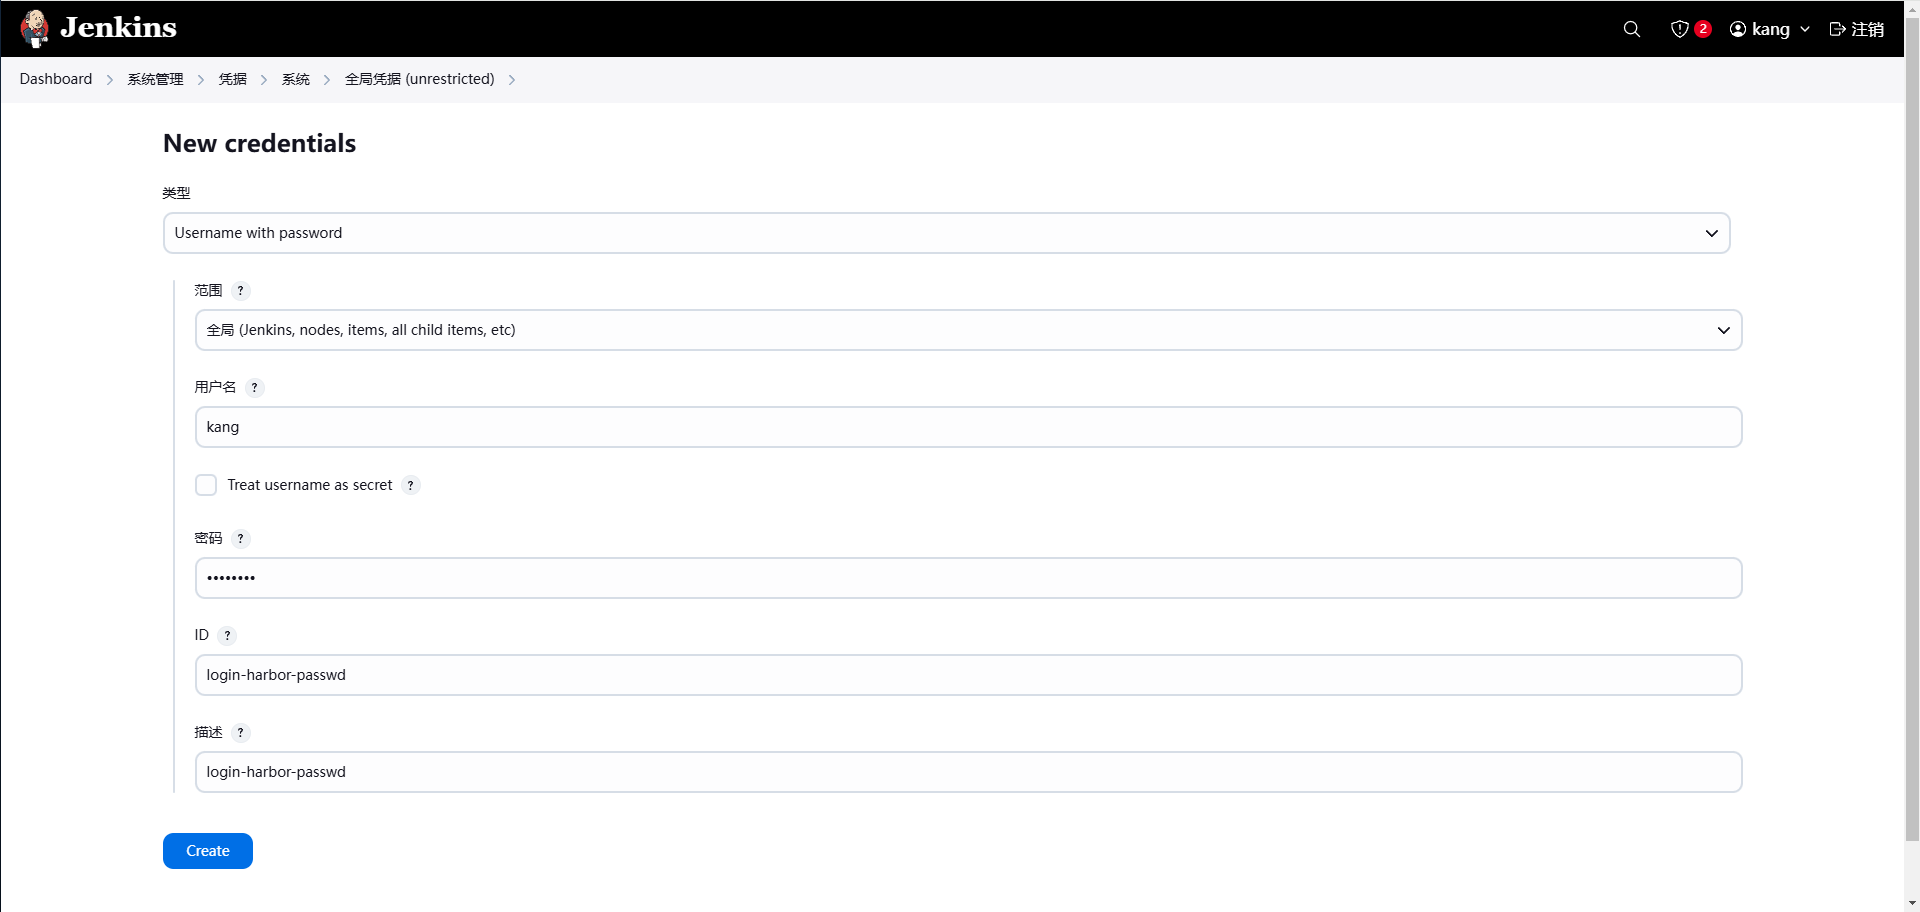 Jenkins
2
kang
注销
Dashboard
系统管理
凭据
系统
全局凭据 (unrestricted)
New credentials
类型
Username with password
范围 ?
全局 (Jenkins, nodes, items, all child items, etc)
用户名 ?
kang
Treat username as secret ?
密码 ?
••••••••
ID ?
login-harbor-passwd
描述 ?
login-harbor-passwd
Create